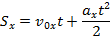 Sₓ = v₀ₓt + aₓt²/2